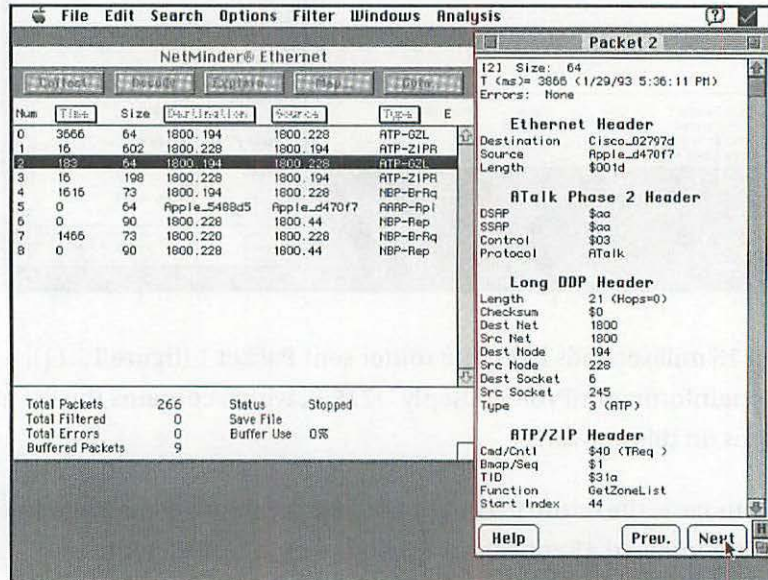 File Edit Search Options Filter Windows Analysis
NetMinder® Ethernet
Collect Decode Explore Map Goto
Num Time Size Destination Source Type E
0 3666 64 1800.194 1800.228 ATP-GZL
1 16 602 1800.228 1800.194 ATP-ZIPR
2 183 64 1800.194 1800.228 ATP-GZL
3 16 198 1800.228 1800.194 ATP-ZIPR
4 1616 73 1800.194 1800.228 NBP-BrRq
5 0 64 Apple_5488d5 Apple_d470f7 AARP-Rpl
6 0 90 1800.228 1800.44 NBP-Rep
7 1466 73 1800.220 1800.228 NBP-BrRq
8 0 90 1800.228 1800.44 NBP-Rep
Total Packets 266 Status Stopped
Total Filtered 0 Save File
Total Errors 0 Buffer Use 0%
Buffered Packets 9
Packet 2
[2] Size: 64
T (ms)= 3866 (1/29/93 5:36:11 PM)
Errors: None
Ethernet Header
Destination Cisco_02797d
Source Apple_d470f7
Length $001d
ATalk Phase 2 Header
DSAP $aa
SSAP $aa
Control $03
Protocol ATalk
Long DDP Header
Length 21 (Hops=0)
Checksum $0
Dest Net 1800
Src Net 1800
Dest Node 194
Src Node 228
Dest Socket 6
Src Socket 245
Type 3 (ATP)
ATP/ZIP Header
Cmd/Cntl $40 (TReq )
Bmap/Seq $1
TID $31a
Function GetZoneList
Start Index 44
Help Prev. Next
H